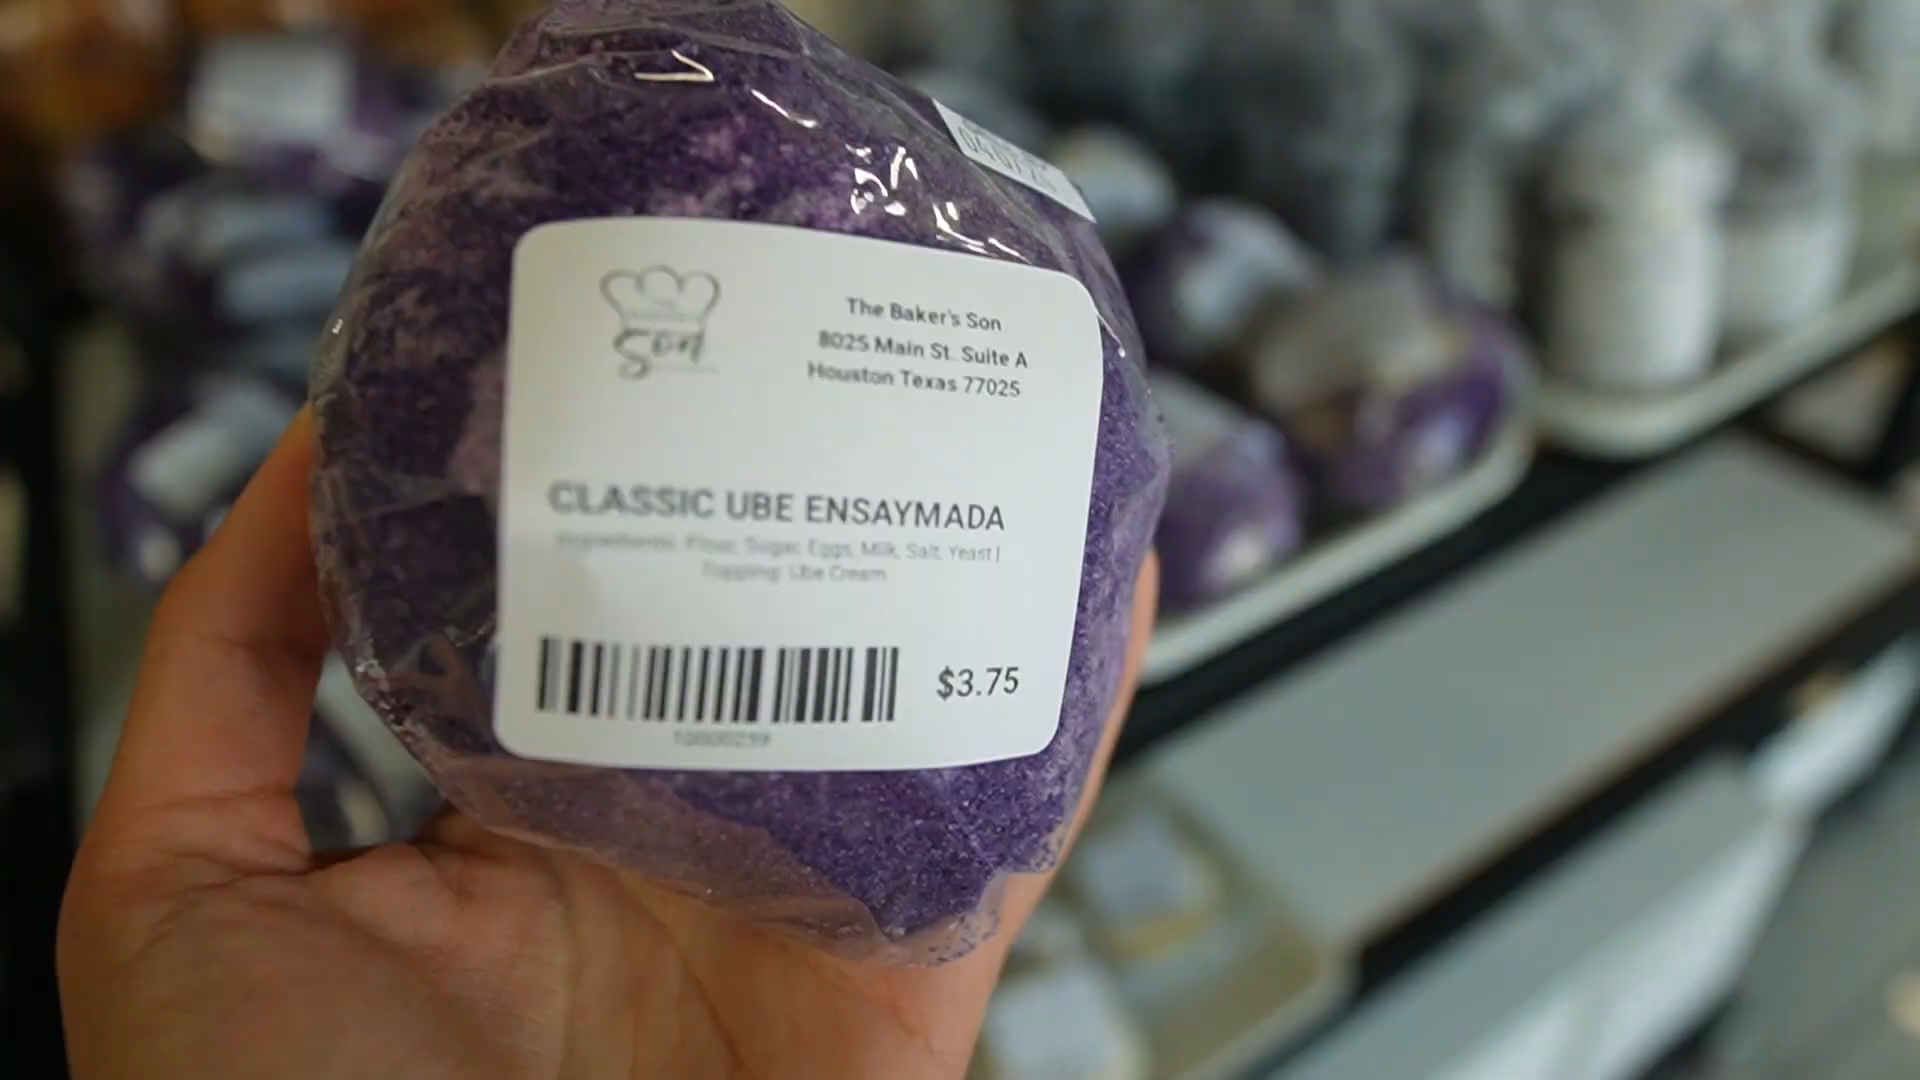 Son
The Baker's Son
8025 Main St. Suite A
Houston Texas 77025
CLASSIC UBE ENSAYMADA
Ingredients: Flour, Sugar, Eggs, Milk, Salt, Yeast |
Topping: Ube Cream
$3.75
10000259